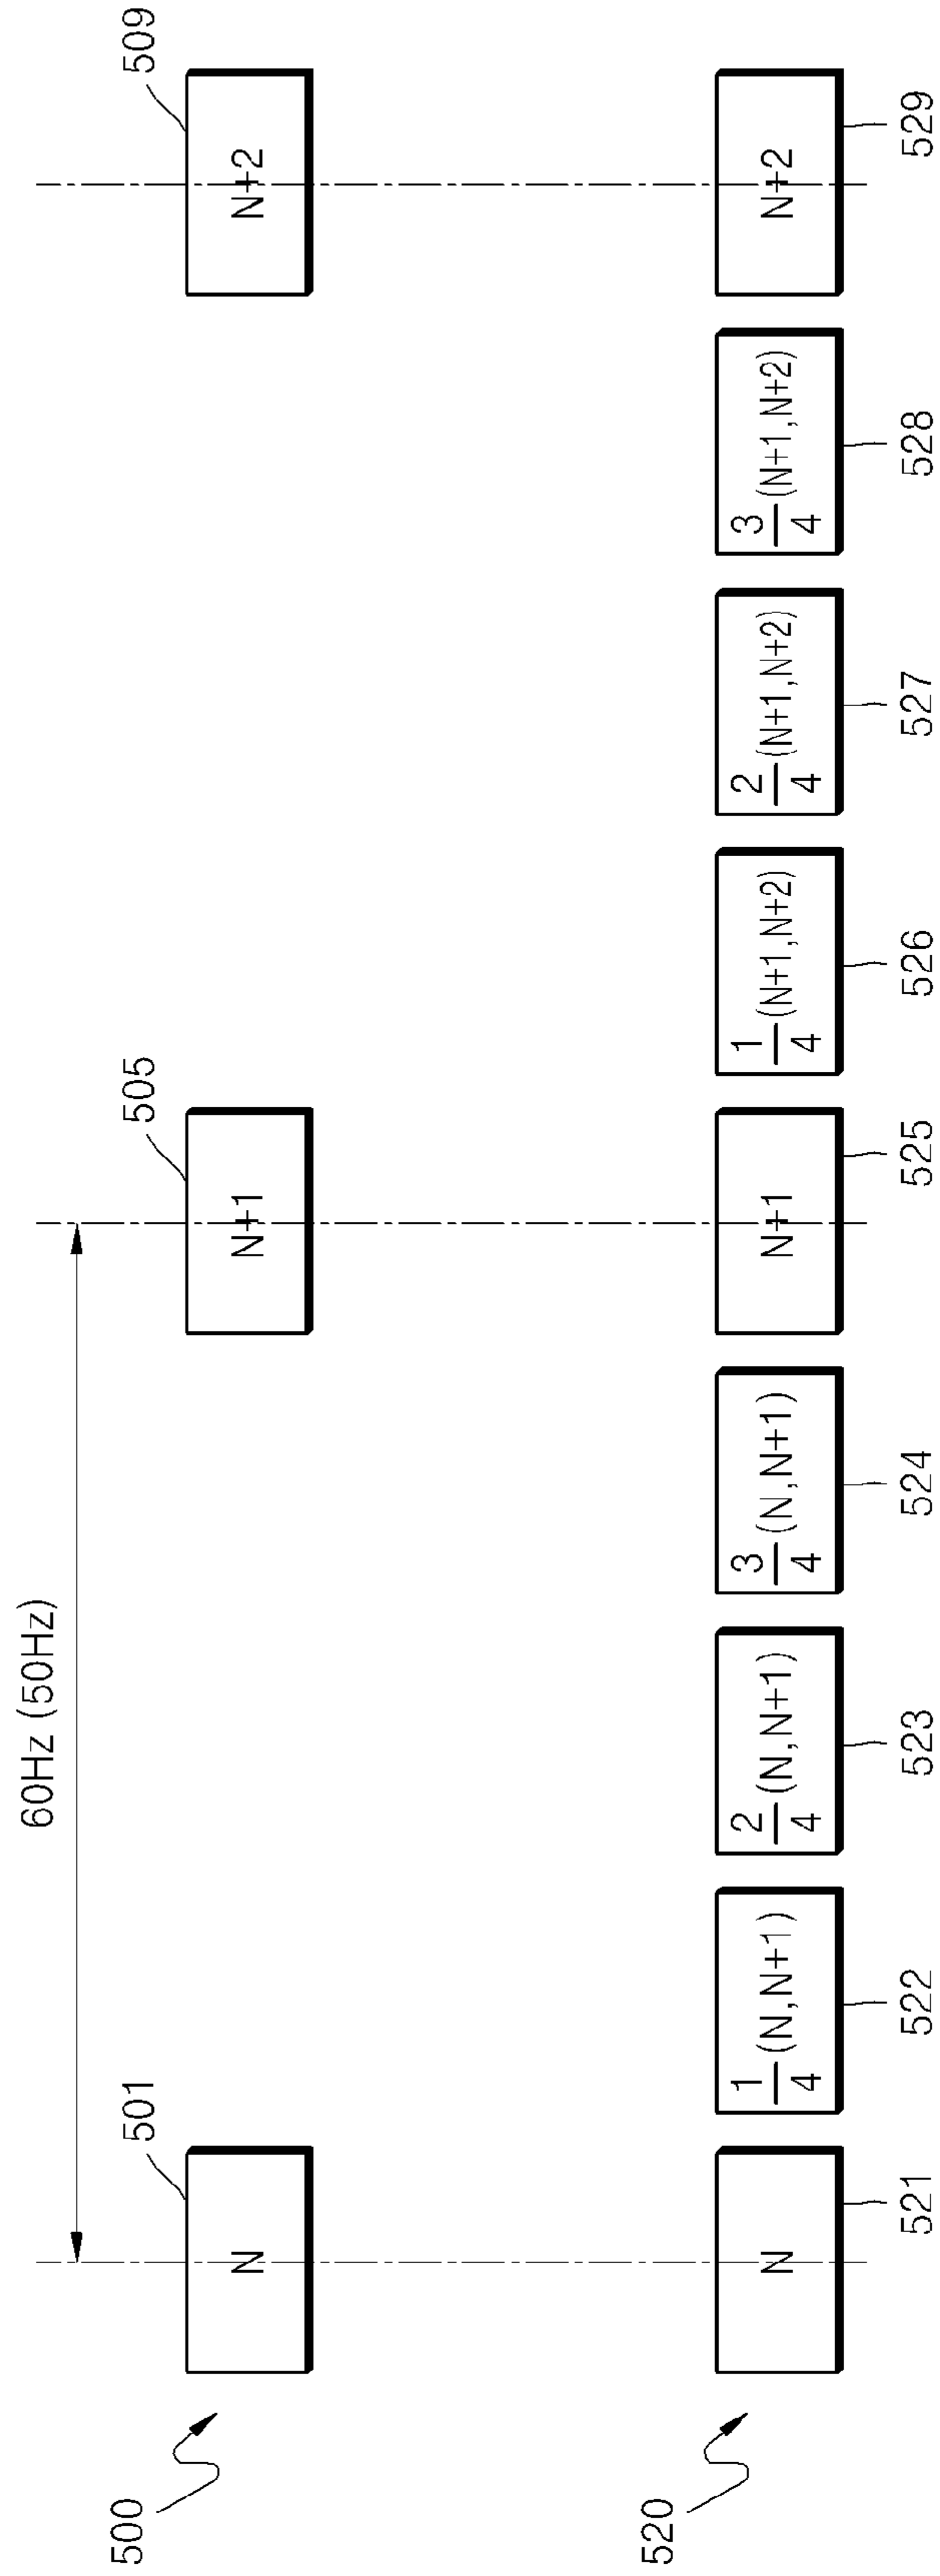 60Hz (50Hz)
500
501
505
509
N
N+1
N+2
520
N
1/4 (N,N+1)
2/4 (N,N+1)
3/4 (N,N+1)
N+1
1/4 (N+1,N+2)
2/4 (N+1,N+2)
3/4 (N+1,N+2)
N+2
521
522
523
524
525
526
527
528
529